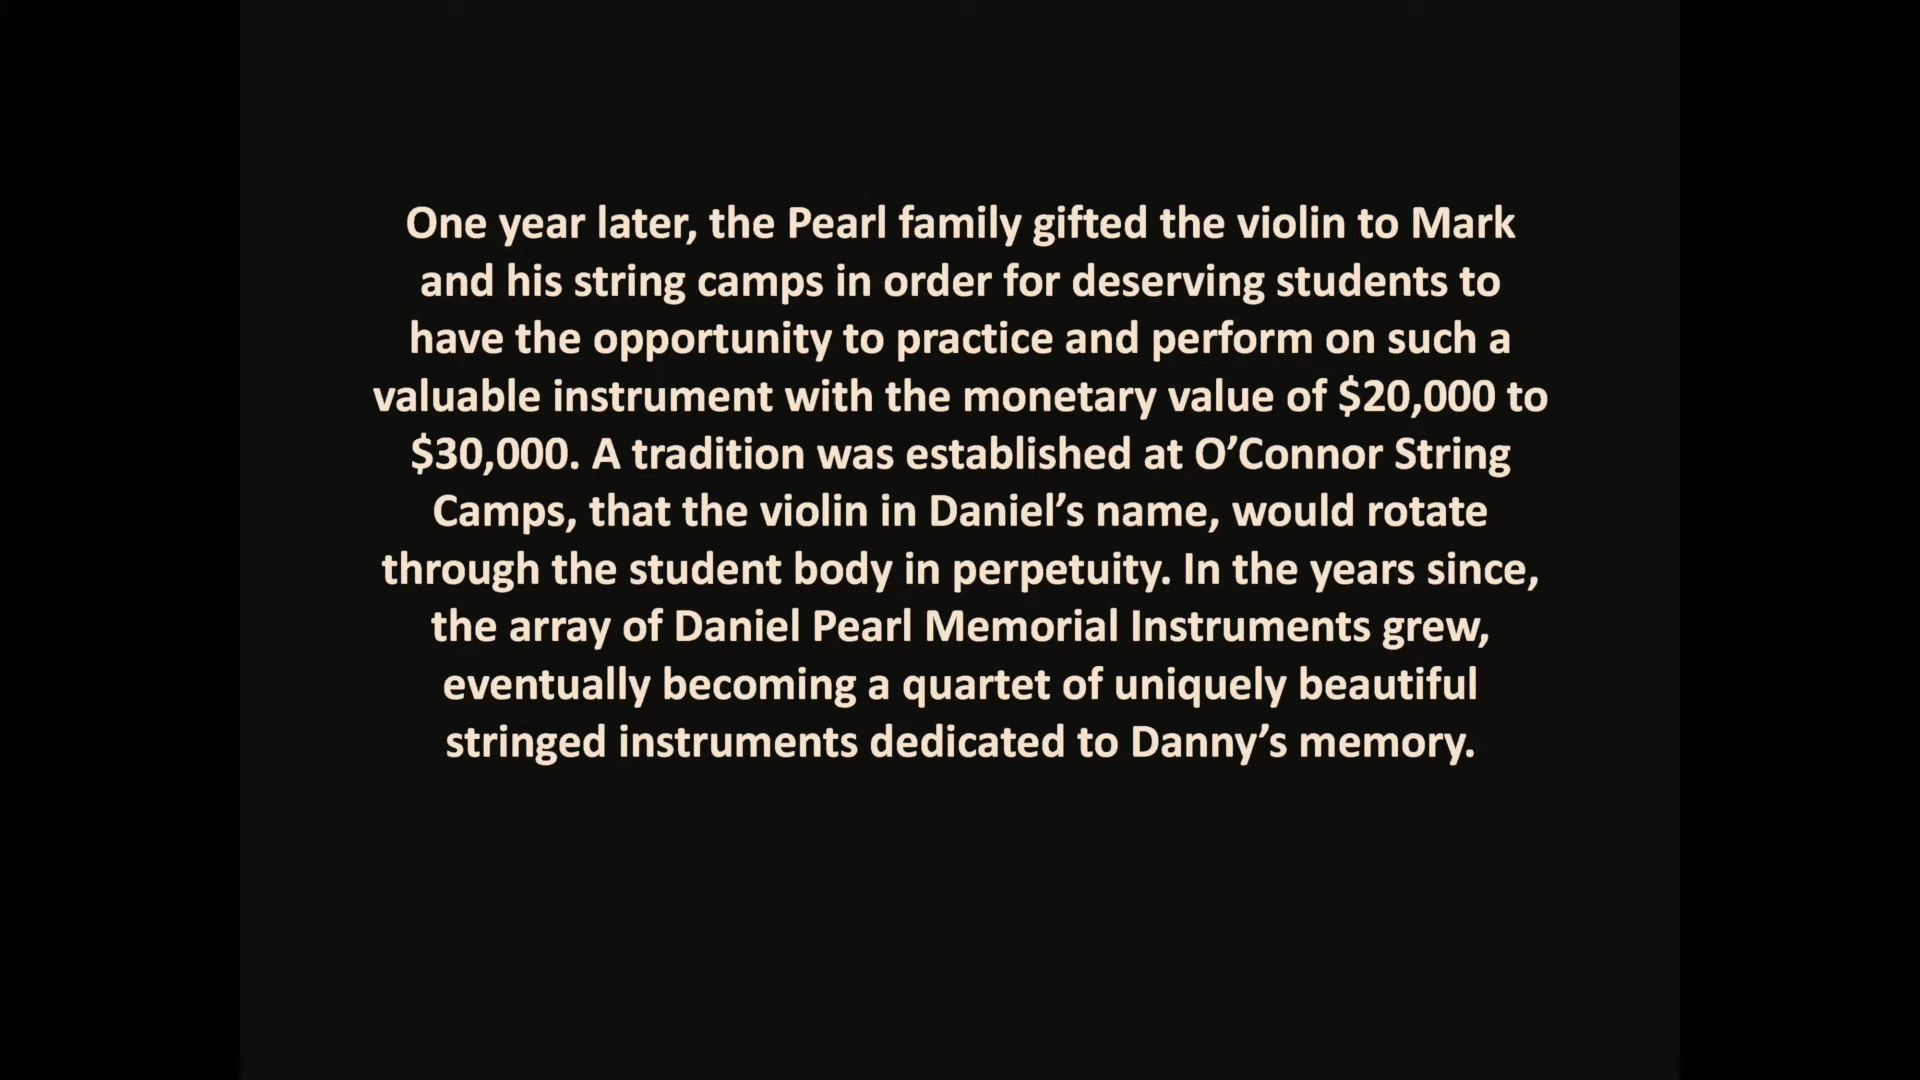 One year later, the Pearl family gifted the violin to Mark
and his string camps in order for deserving students to
have the opportunity to practice and perform on such a
valuable instrument with the monetary value of $20,000 to
$30,000. A tradition was established at O’Connor String
Camps, that the violin in Daniel’s name, would rotate
through the student body in perpetuity. In the years since,
the array of Daniel Pearl Memorial Instruments grew,
eventually becoming a quartet of uniquely beautiful
stringed instruments dedicated to Danny’s memory.